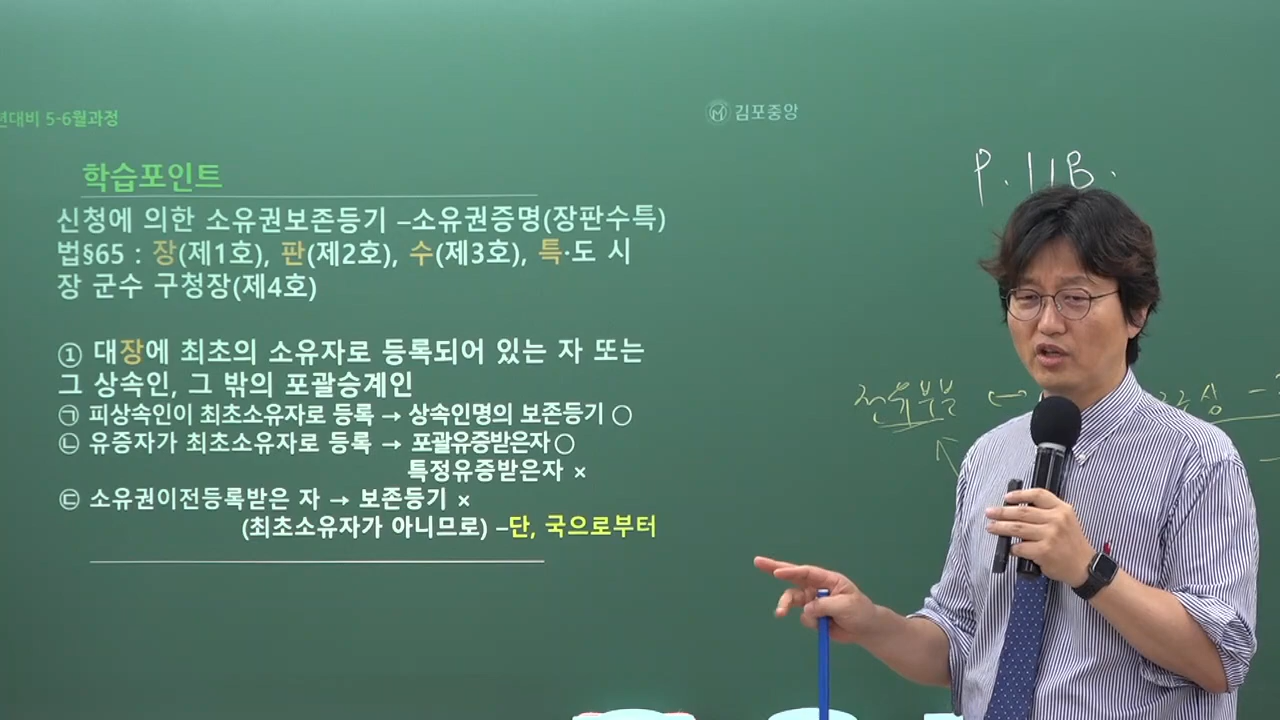 년대비 5-6월과정
김포중앙
P. 118.
학습포인트
신청에 의한 소유권보존등기 –소유권증명(장판수특)
법§65 : 장(제1호), 판(제2호), 수(제3호), 특·도 시
장 군수 구청장(제4호)
① 대장에 최초의 소유자로 등록되어 있는 자 또는
그 상속인, 그 밖의 포괄승계인
㉠ 피상속인이 최초소유자로 등록 → 상속인명의 보존등기 ○
㉡ 유증자가 최초소유자로 등록 → 포괄유증받은자 ○
특정유증받은자 ×
㉢ 소유권이전등록받은 자 → 보존등기 ×
(최초소유자가 아니므로) –단, 국으로부터
전유부분 ↔